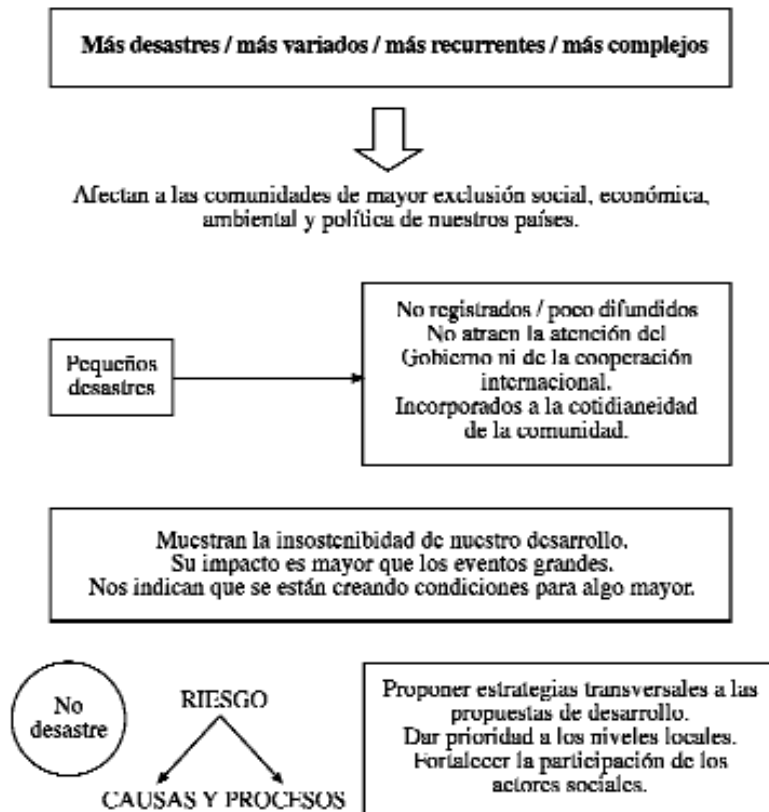 Más desastres / más variados / más recurrentes / más complejos
Afectan a las comunidades de mayor exclusión social, económica,
ambiental y política de nuestros países.
Pequeños
desastres
No registrados / poco difundidos
No atraen la atención del
Gobierno ni de la cooperación
internacional.
Incorporados a la cotidianeidad
de la comunidad.
Muestran la insostenibidad de nuestro desarrollo.
Su impacto es mayor que los eventos grandes.
Nos indican que se están creando condiciones para algo mayor.
No
desastre
RIESGO
CAUSAS Y PROCESOS
Proponer estrategias transversales a las
propuestas de desarrollo.
Dar prioridad a los niveles locales.
Fortalecer la participación de los
actores sociales.